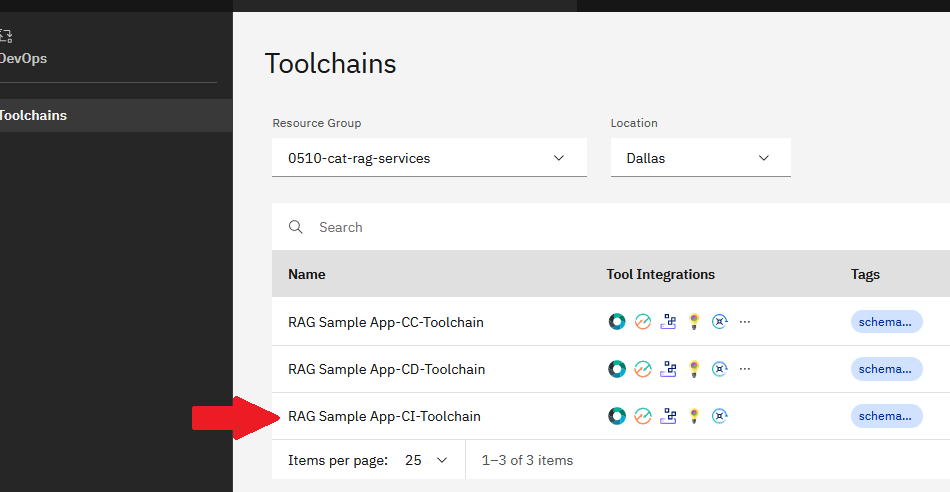 DevOps
Toolchains
Toolchains
Resource Group
Location
0510-cat-rag-services
Dallas
Search
Name
Tool Integrations
Tags
RAG Sample App-CC-Toolchain
schema...
RAG Sample App-CD-Toolchain
schema...
RAG Sample App-CI-Toolchain
schema...
Items per page: 25
1–3 of 3 items